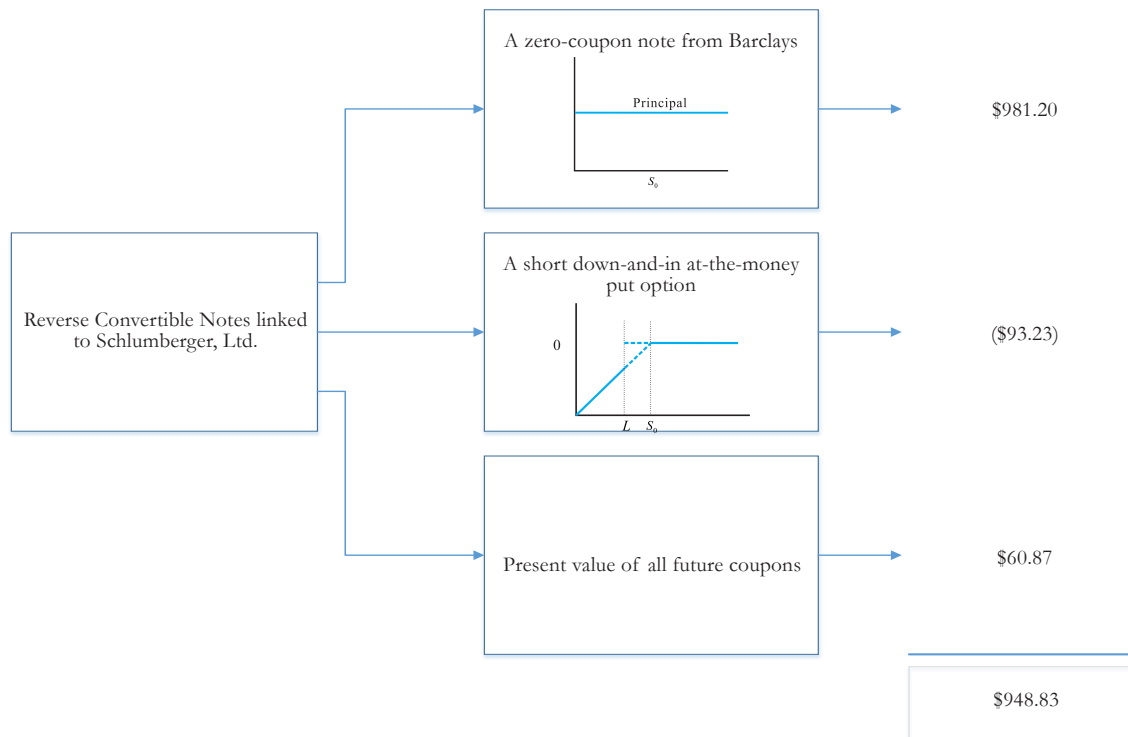 A zero-coupon note from Barclays
Principal
S₀
$981.20
Reverse Convertible Notes linked
to Schlumberger, Ltd.
A short down-and-in at-the-money
put option
0
L S₀
($93.23)
Present value of all future coupons
$60.87
$948.83